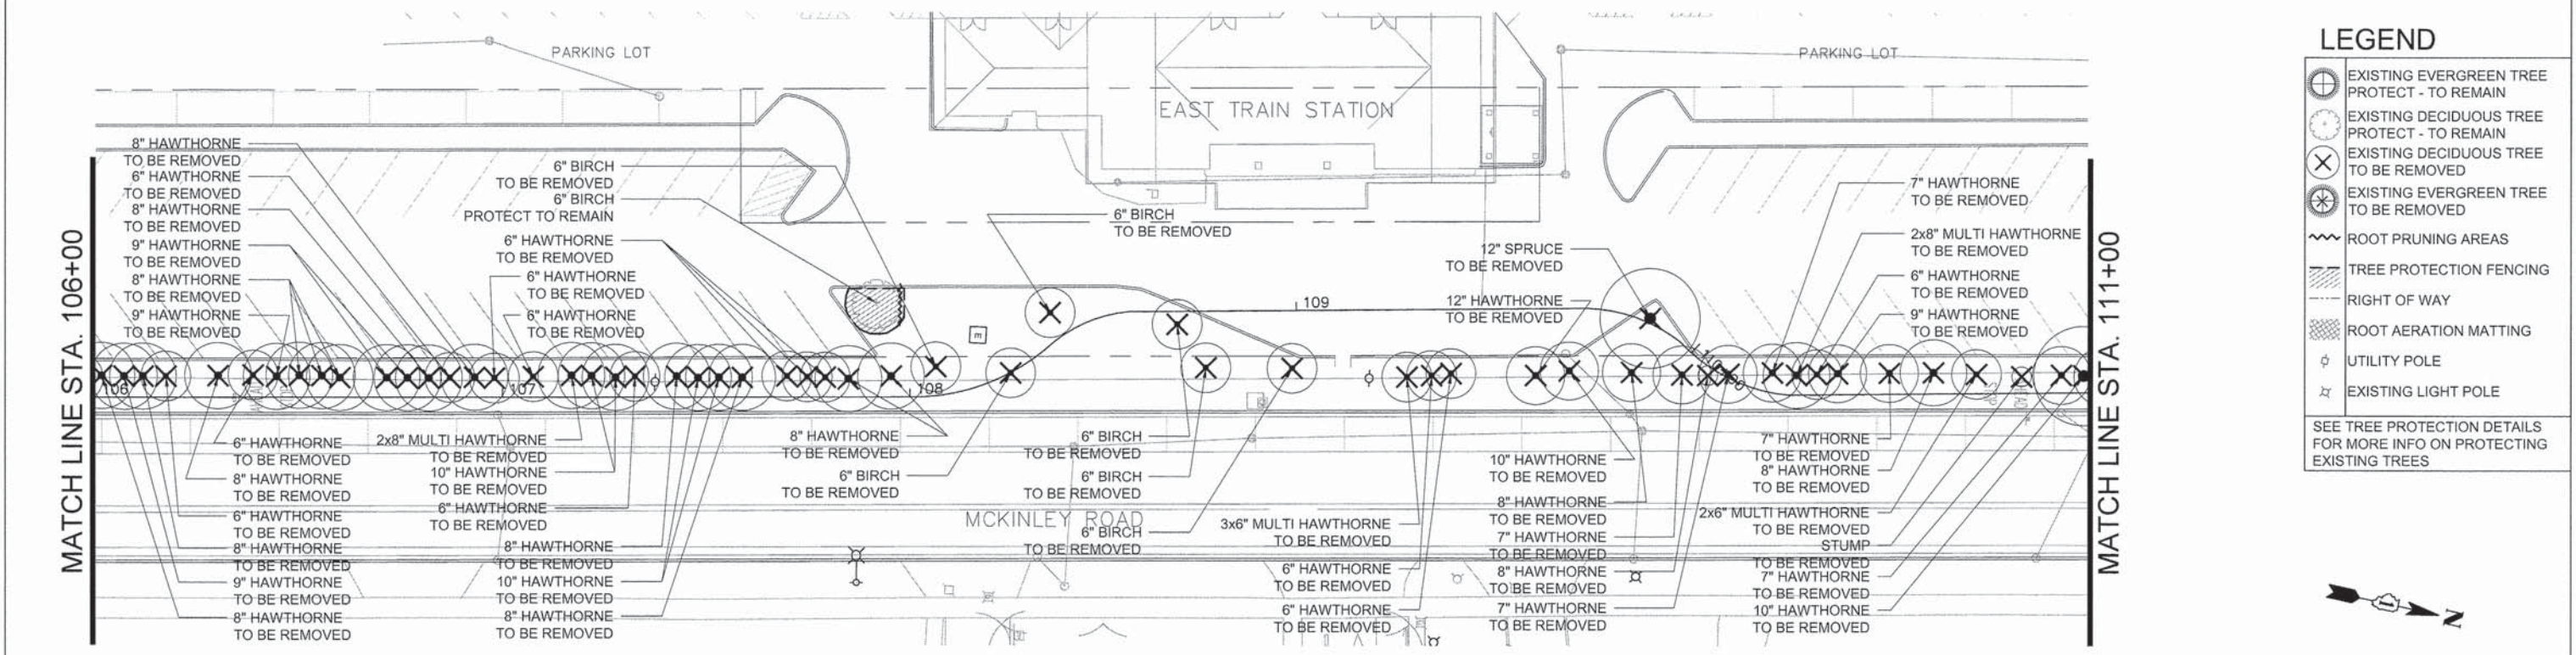 PARKING LOT
EAST TRAIN STATION
PARKING LOT
MATCH LINE STA. 106+00
8" HAWTHORNE
TO BE REMOVED
6" HAWTHORNE
TO BE REMOVED
8" HAWTHORNE
TO BE REMOVED
9" HAWTHORNE
TO BE REMOVED
8" HAWTHORNE
TO BE REMOVED
9" HAWTHORNE
TO BE REMOVED
6" BIRCH
TO BE REMOVED
6" BIRCH
PROTECT TO REMAIN
6" HAWTHORNE
TO BE REMOVED
6" HAWTHORNE
TO BE REMOVED
6" HAWTHORNE
TO BE REMOVED
6" BIRCH
TO BE REMOVED
12" SPRUCE
TO BE REMOVED
12" HAWTHORNE
TO BE REMOVED
7" HAWTHORNE
TO BE REMOVED
2x8" MULTI HAWTHORNE
TO BE REMOVED
6" HAWTHORNE
TO BE REMOVED
9" HAWTHORNE
TO BE REMOVED
E
106
107
108
109
110
6" HAWTHORNE
TO BE REMOVED
8" HAWTHORNE
TO BE REMOVED
6" HAWTHORNE
TO BE REMOVED
8" HAWTHORNE
TO BE REMOVED
9" HAWTHORNE
TO BE REMOVED
8" HAWTHORNE
TO BE REMOVED
2x8" MULTI HAWTHORNE
TO BE REMOVED
10" HAWTHORNE
TO BE REMOVED
6" HAWTHORNE
TO BE REMOVED
8" HAWTHORNE
TO BE REMOVED
10" HAWTHORNE
TO BE REMOVED
8" HAWTHORNE
TO BE REMOVED
8" HAWTHORNE
TO BE REMOVED
6" BIRCH
TO BE REMOVED
6" BIRCH
TO BE REMOVED
6" BIRCH
TO BE REMOVED
MCKINLEY ROAD
6" BIRCH
TO BE REMOVED
3x6" MULTI HAWTHORNE
TO BE REMOVED
6" HAWTHORNE
TO BE REMOVED
6" HAWTHORNE
TO BE REMOVED
10" HAWTHORNE
TO BE REMOVED
8" HAWTHORNE
TO BE REMOVED
7" HAWTHORNE
TO BE REMOVED
8" HAWTHORNE
TO BE REMOVED
7" HAWTHORNE
TO BE REMOVED
7" HAWTHORNE
TO BE REMOVED
8" HAWTHORNE
TO BE REMOVED
2x6" MULTI HAWTHORNE
TO BE REMOVED
STUMP
TO BE REMOVED
7" HAWTHORNE
TO BE REMOVED
10" HAWTHORNE
TO BE REMOVED
MATCH LINE STA. 111+00
LEGEND
EXISTING EVERGREEN TREE
PROTECT - TO REMAIN
EXISTING DECIDUOUS TREE
PROTECT - TO REMAIN
EXISTING DECIDUOUS TREE
TO BE REMOVED
EXISTING EVERGREEN TREE
TO BE REMOVED
ROOT PRUNING AREAS
TREE PROTECTION FENCING
RIGHT OF WAY
ROOT AERATION MATTING
UTILITY POLE
EXISTING LIGHT POLE
SEE TREE PROTECTION DETAILS
FOR MORE INFO ON PROTECTING
EXISTING TREES
N